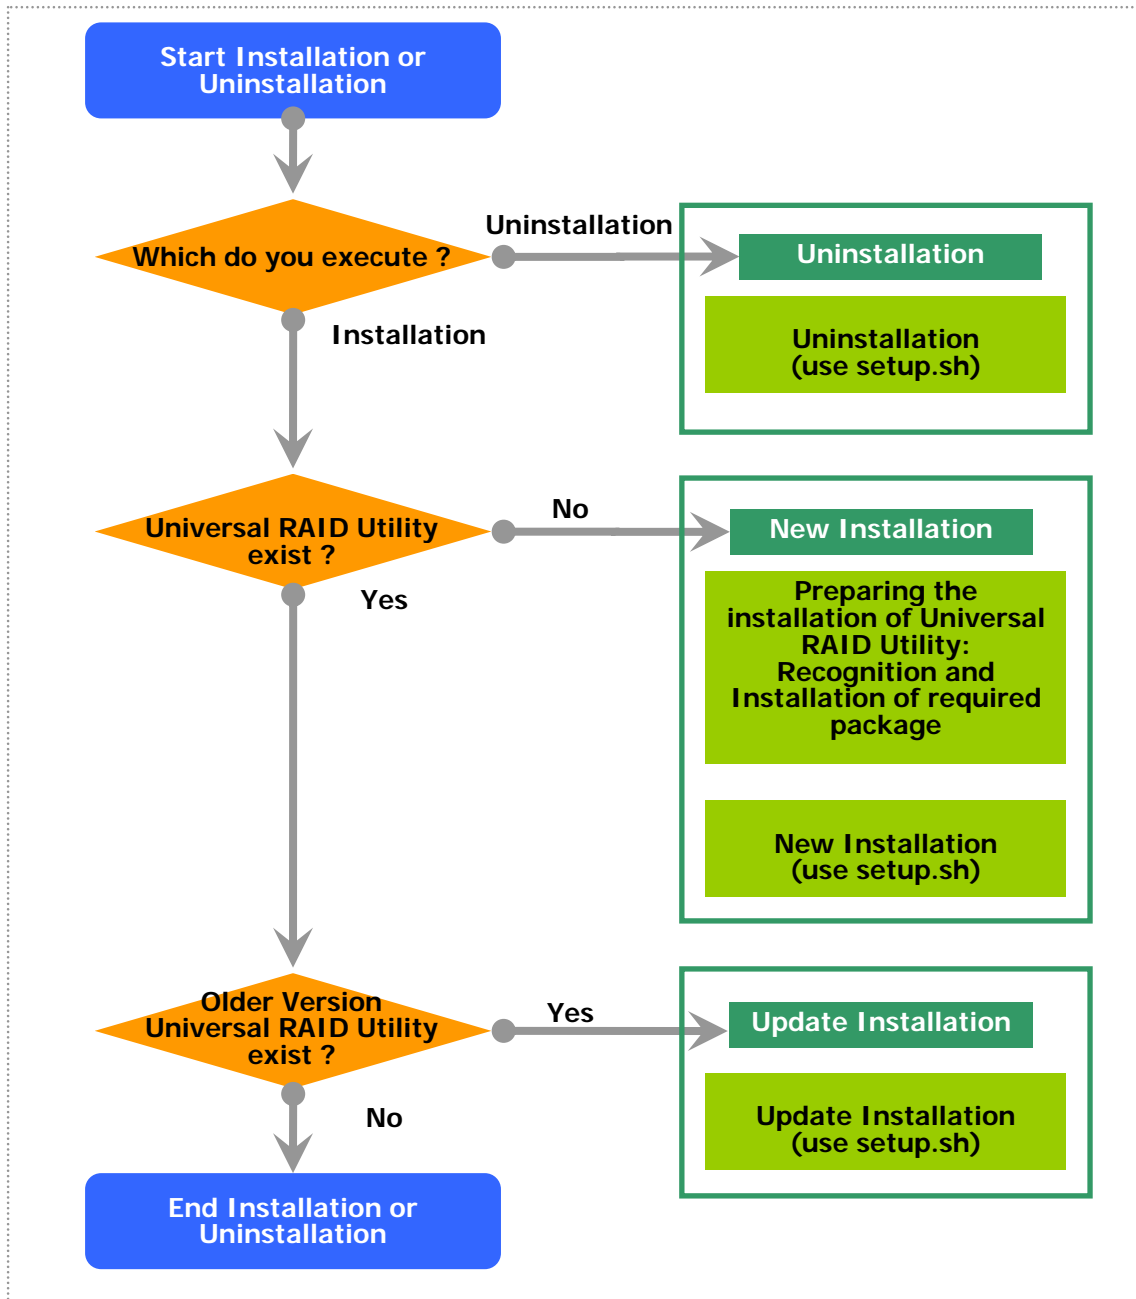 Start Installation or
Uninstallation
Which do you execute ?
Uninstallation
Uninstallation
Uninstallation
(use setup.sh)
Installation
Universal RAID Utility
exist ?
No
New Installation
Preparing the
installation of Universal
RAID Utility:
Recognition and
Installation of required
package
New Installation
(use setup.sh)
Yes
Older Version
Universal RAID Utility
exist ?
Yes
Update Installation
Update Installation
(use setup.sh)
No
End Installation or
Uninstallation